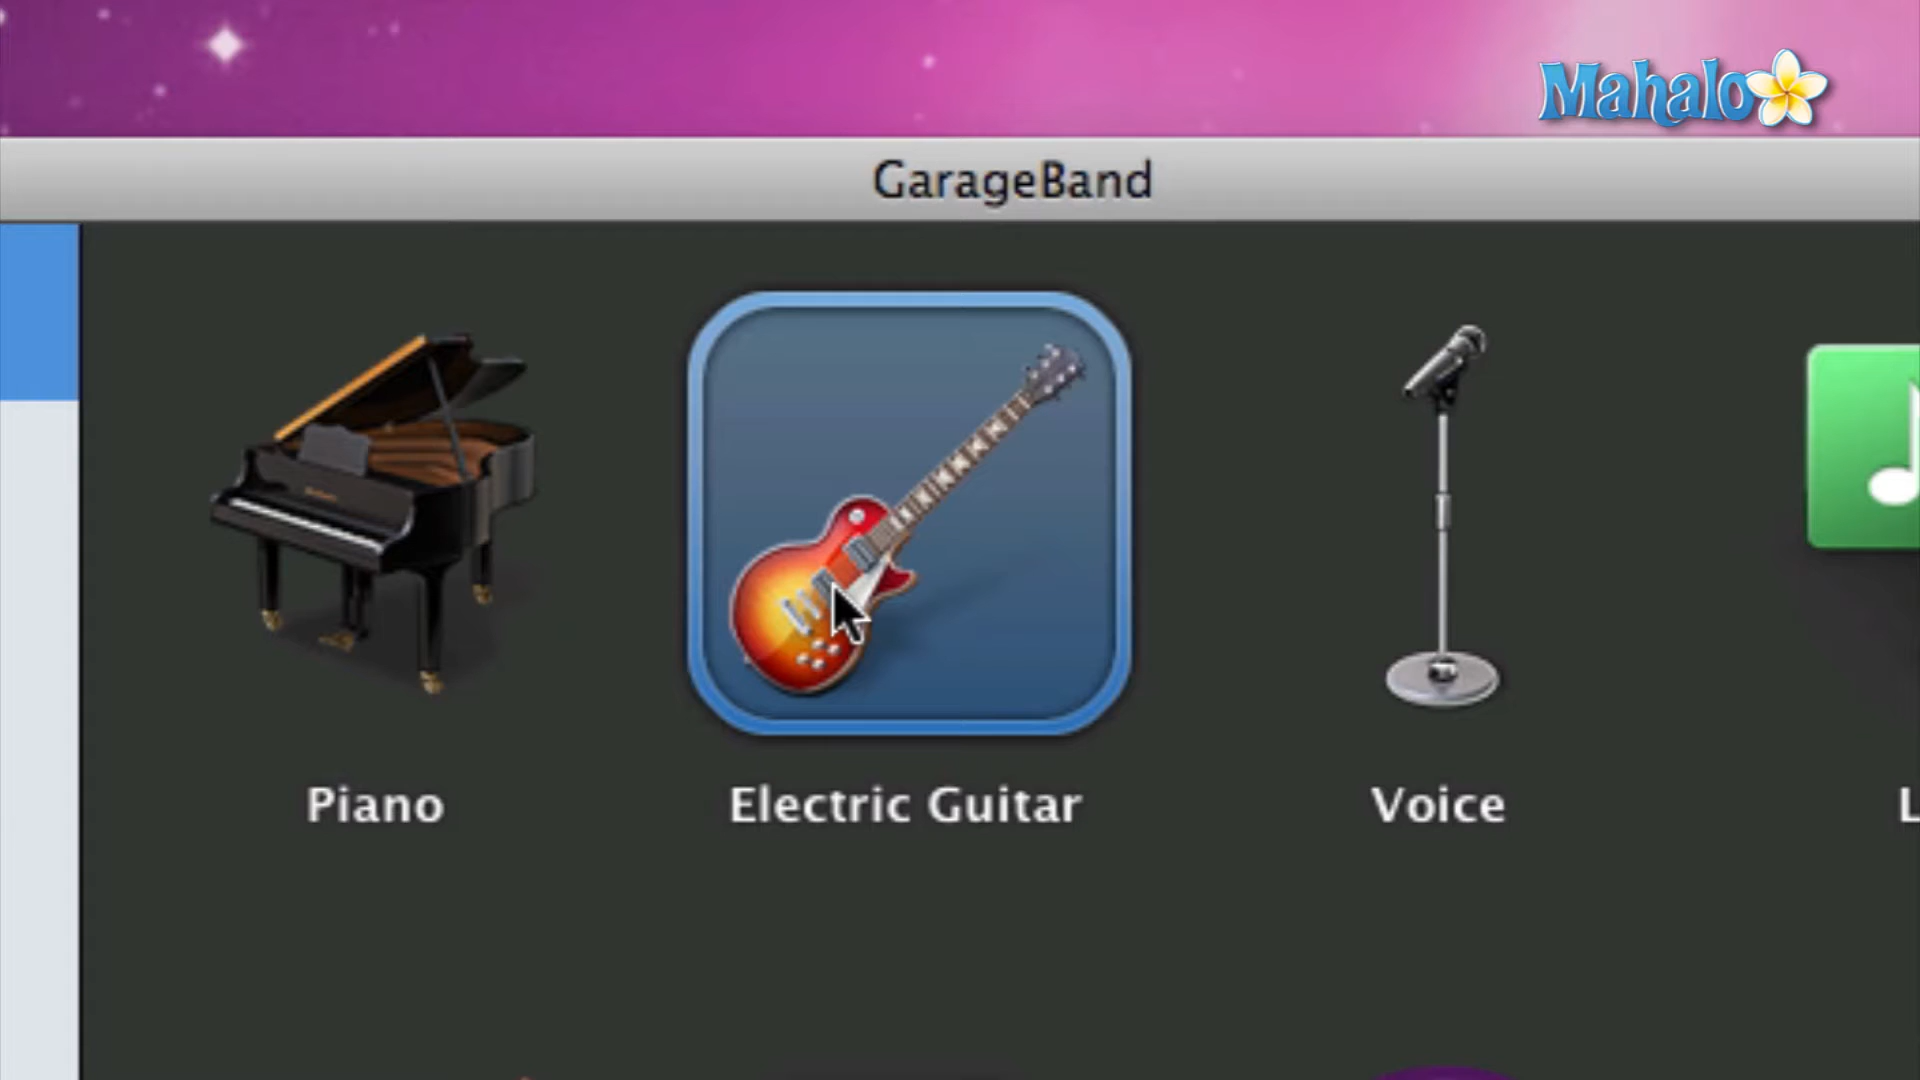 Mahalo
GarageBand
Piano
Electric Guitar
Voice
L